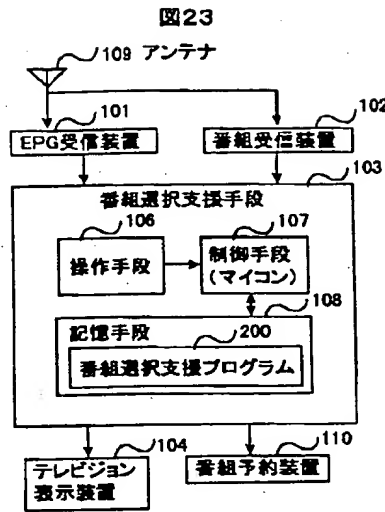 図23
109 アンテナ
101
102
EPG受信装置
番組受信装置
103
番組選択支援手段
106
107
操作手段
制御手段
(マイコン)
108
記憶手段
200
番組選択支援プログラム
104
110
テレビジョン
表示装置
番組予約装置